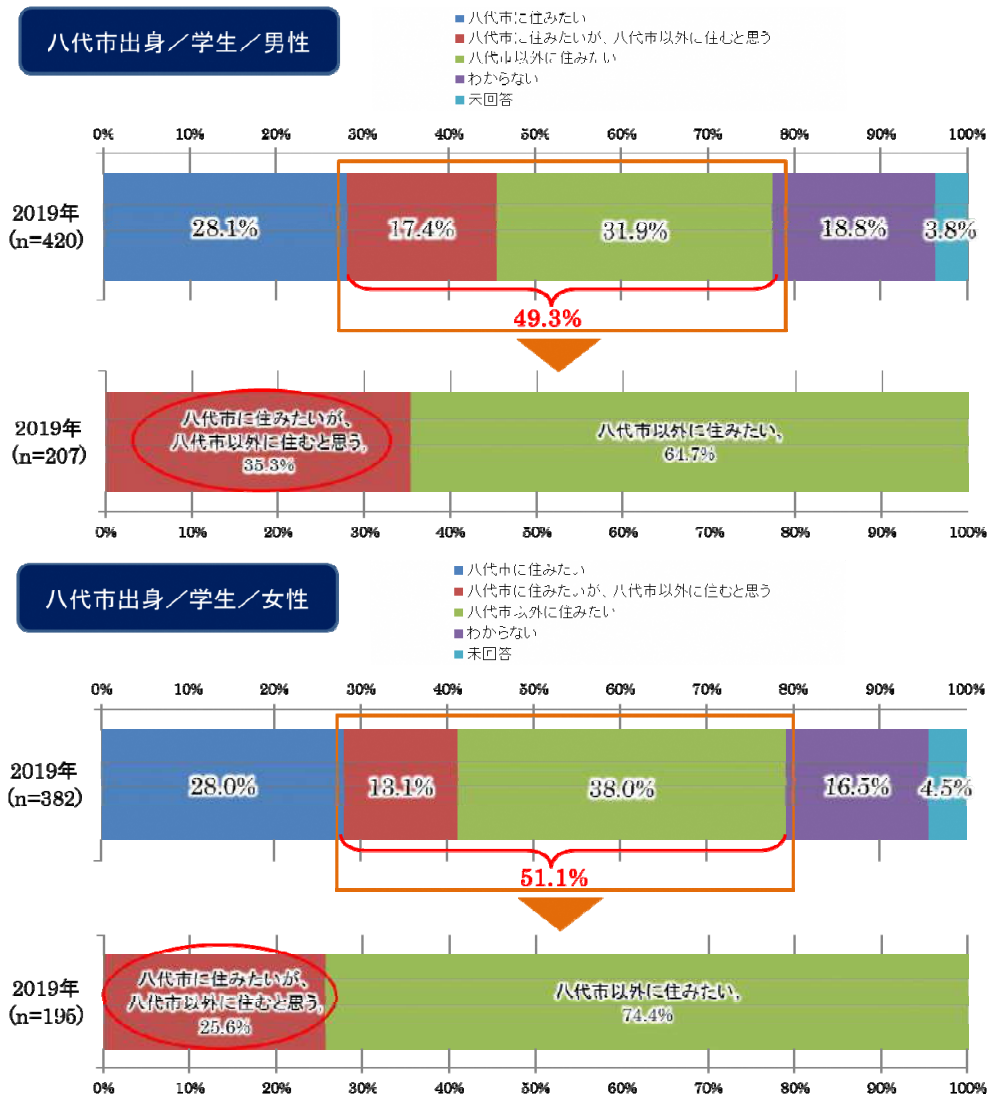 八代市出身／学生／男性
八代市に住みたい
八代市に住みたいが、八代市以外に住むと思う
八代市以外に住みたい
わからない
未回答
0% 10% 20% 30% 40% 50% 60% 70% 80% 90% 100%
2019年
(n=420)
28.1% 17.4% 31.9% 18.8% 3.8%
49.3%
2019年
(n=207)
八代市に住みたいが、
八代市以外に住むと思う,
35.3%
八代市以外に住みたい,
64.7%
0% 10% 20% 30% 40% 50% 60% 70% 80% 90% 100%
八代市出身／学生／女性
八代市に住みたい
八代市に住みたいが、八代市以外に住むと思う
八代市以外に住みたい
わからない
未回答
0% 10% 20% 30% 40% 50% 60% 70% 80% 90% 100%
2019年
(n=382)
28.0% 13.1% 38.0% 16.5% 4.5%
51.1%
2019年
(n=195)
八代市に住みたいが、
八代市以外に住むと思う,
25.6%
八代市以外に住みたい,
74.4%
0% 10% 20% 30% 40% 50% 60% 70% 80% 90% 100%